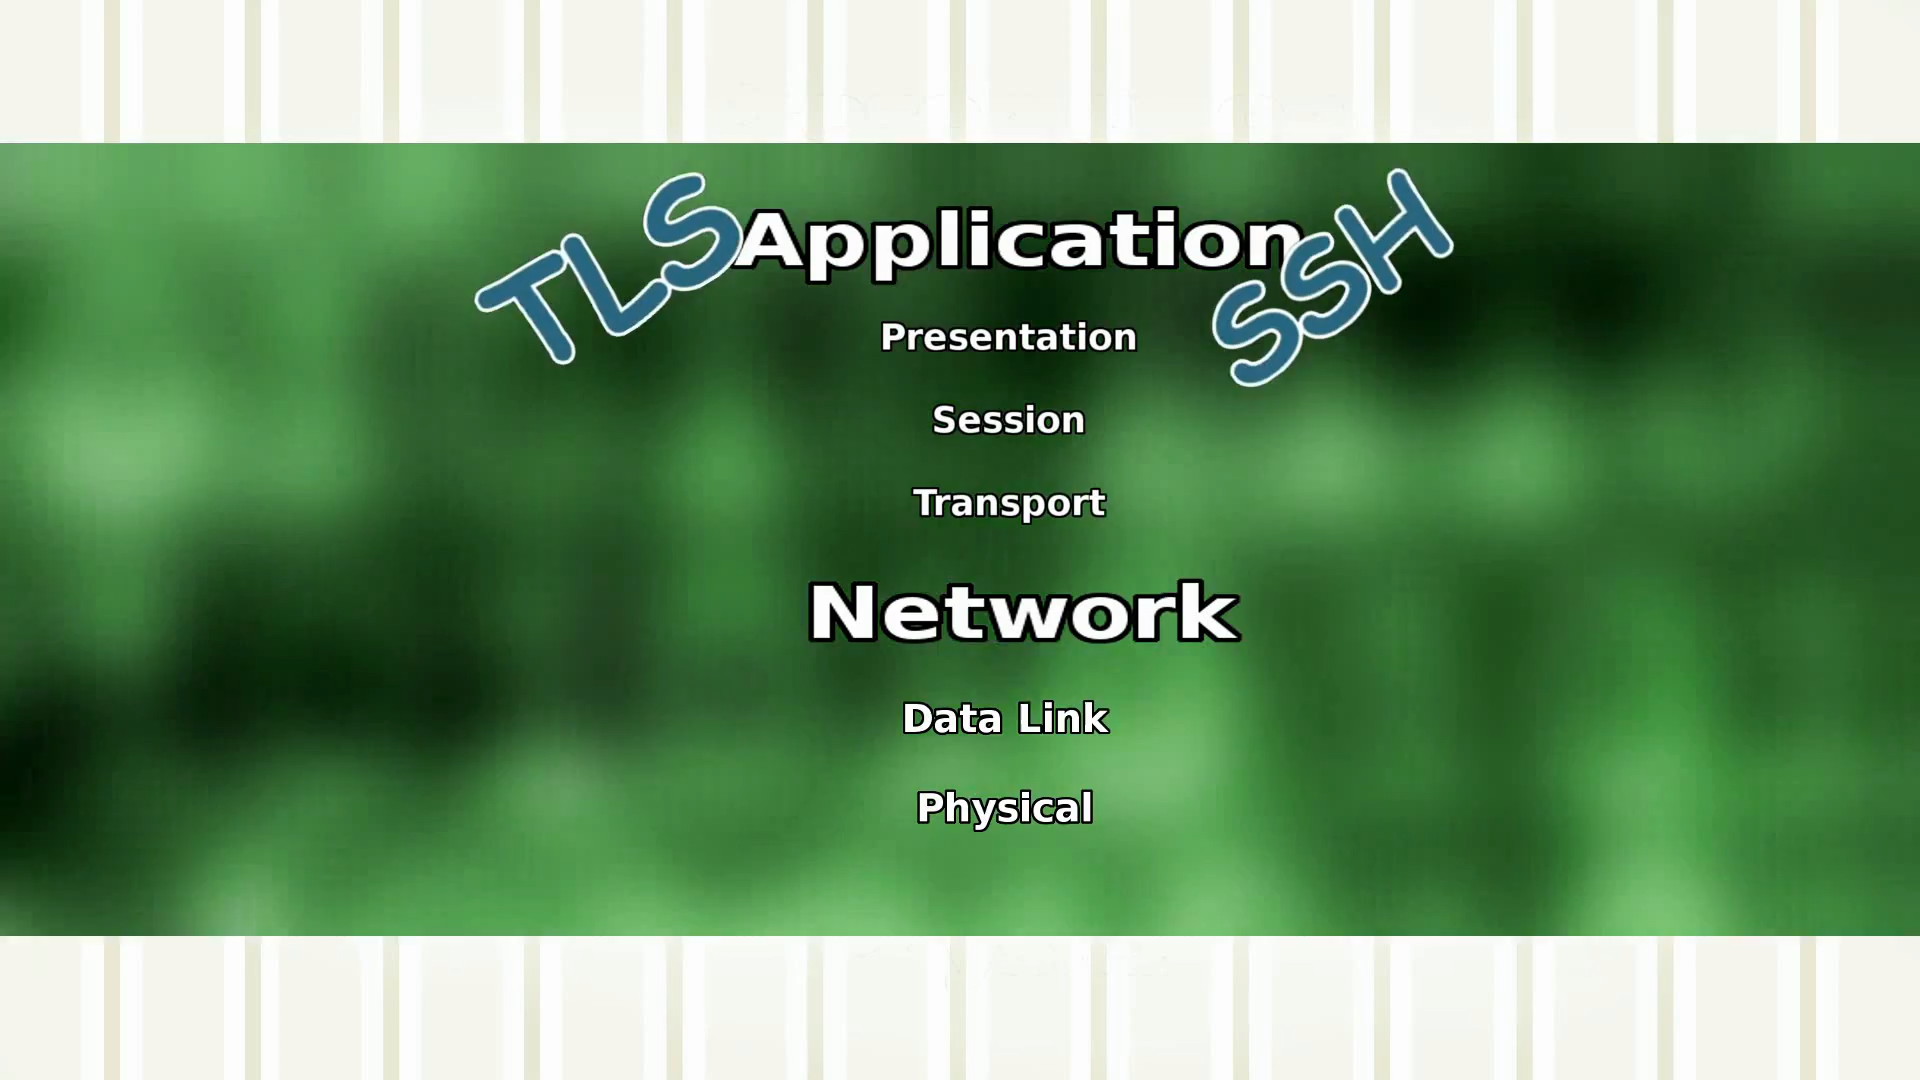 TLS
Application
SSH
Presentation
Session
Transport
Network
Data Link
Physical